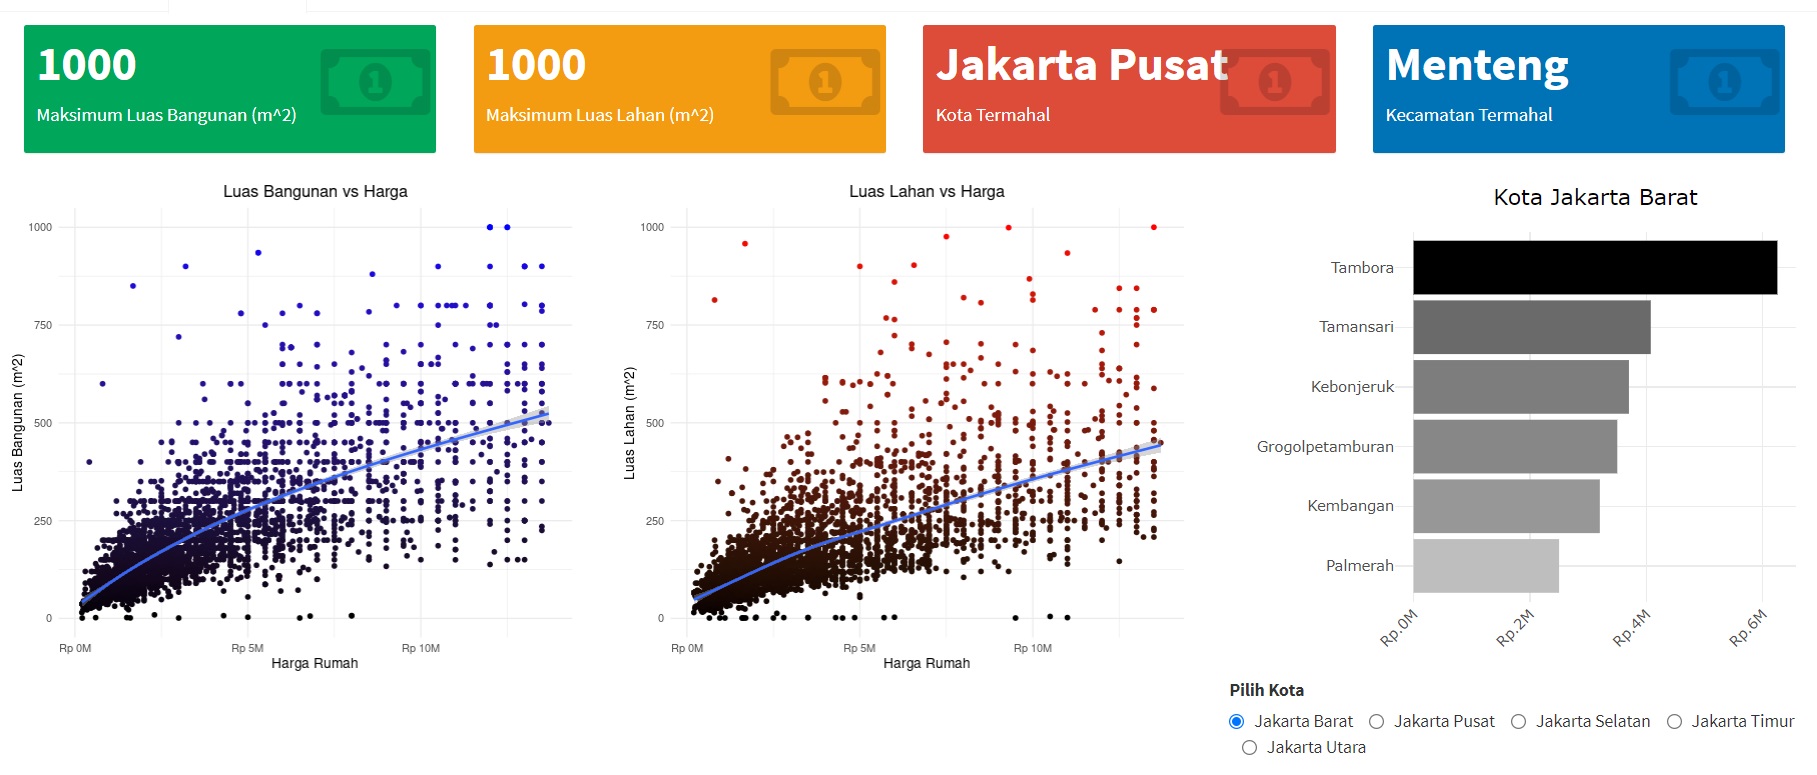 1000
Maksimum Luas Bangunan (m^2)
1000
Maksimum Luas Lahan (m^2)
Jakarta Pusat
Kota Termahal
Menteng
Kecamatan Termahal
1
1
1
1
Luas Bangunan vs Harga
Luas Bangunan (m^2)
1000
750
500
250
0
Rp 0M
Rp 5M
Rp 10M
Harga Rumah
Luas Lahan vs Harga
Luas Lahan (m^2)
1000
750
500
250
0
Rp 0M
Rp 5M
Rp 10M
Harga Rumah
Kota Jakarta Barat
Tambora
Tamansari
Kebonjeruk
Grogolpetamburan
Kembangan
Palmerah
Rp.0M
Rp.2M
Rp.4M
Rp.6M
Pilih Kota
Jakarta Barat
Jakarta Pusat
Jakarta Selatan
Jakarta Timur
Jakarta Utara